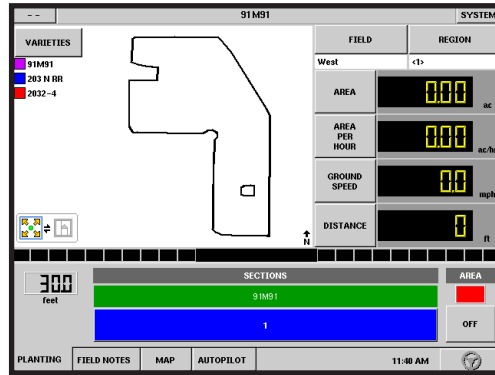 -- 91M91 SYSTEM
VARIETIES
91M91
203 N RR
2032-4
FIELD REGION
West <1>
AREA 0.00 ac
AREA PER HOUR 0.00 ac/hr
GROUND SPEED 0.0 mph
DISTANCE 0 ft
N
30.0 feet
SECTIONS
91M91
1
AREA
OFF
PLANTING FIELD NOTES MAP AUTOPILOT 11:40 AM